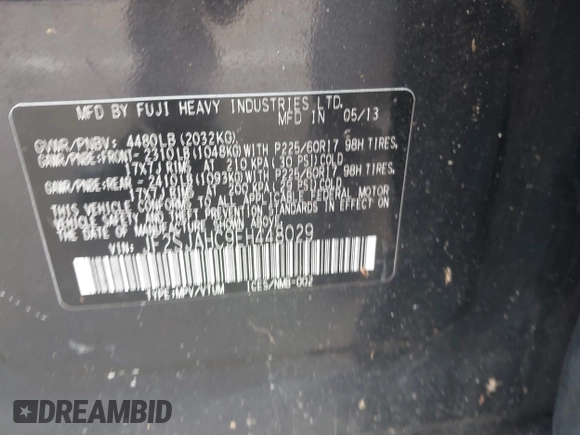 MFD BY FUJI HEAVY INDUSTRIES LTD.
MFD IN 05/13
GVWR/PNBV: 4480LB (2032KG)
GAWR/PNBE:FRONT- 2310LB (1048KG) WITH P225/60R17 98H TIRES,
17X7J RIMS AT 210 KPA (30 PSI) COLD
GAWR/PNBE:REAR- 2410LB (1093KG) WITH P225/60R17 98H TIRES,
17X7J RIMS AT 200 KPA (29 PSI) COLD
THIS VEHICLE CONFORMS TO ALL APPLICABLE FEDERAL MOTOR
VEHICLE SAFETY AND THEFT PREVENTION STANDARDS
IN EFFECT ON THE DATE OF MANUFACTURE SHOWN ABOVE.
VIN: JF2SJAHC9EH448029
TYPE:MPV/VTUM ICES/NMB-002
DREAMBID